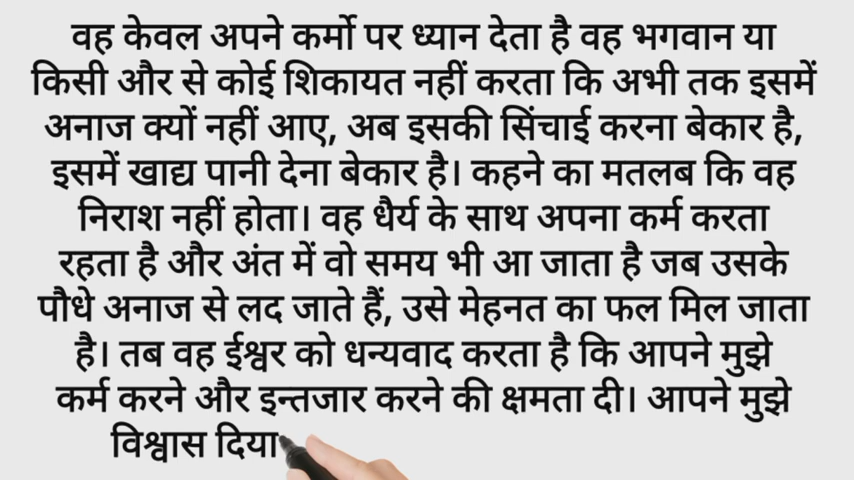 वह केवल अपने कर्मो पर ध्यान देता है वह भगवान या
किसी और से कोई शिकायत नहीं करता कि अभी तक इसमें
अनाज क्यों नहीं आए, अब इसकी सिंचाई करना बेकार है,
इसमें खाद्य पानी देना बेकार है। कहने का मतलब कि वह
निराश नहीं होता। वह धैर्य के साथ अपना कर्म करता
रहता है और अंत में वो समय भी आ जाता है जब उसके
पौधे अनाज से लद जाते हैं, उसे मेहनत का फल मिल जाता
है। तब वह ईश्वर को धन्यवाद करता है कि आपने मुझे
कर्म करने और इन्तजार करने की क्षमता दी। आपने मुझे
विश्वास दिया